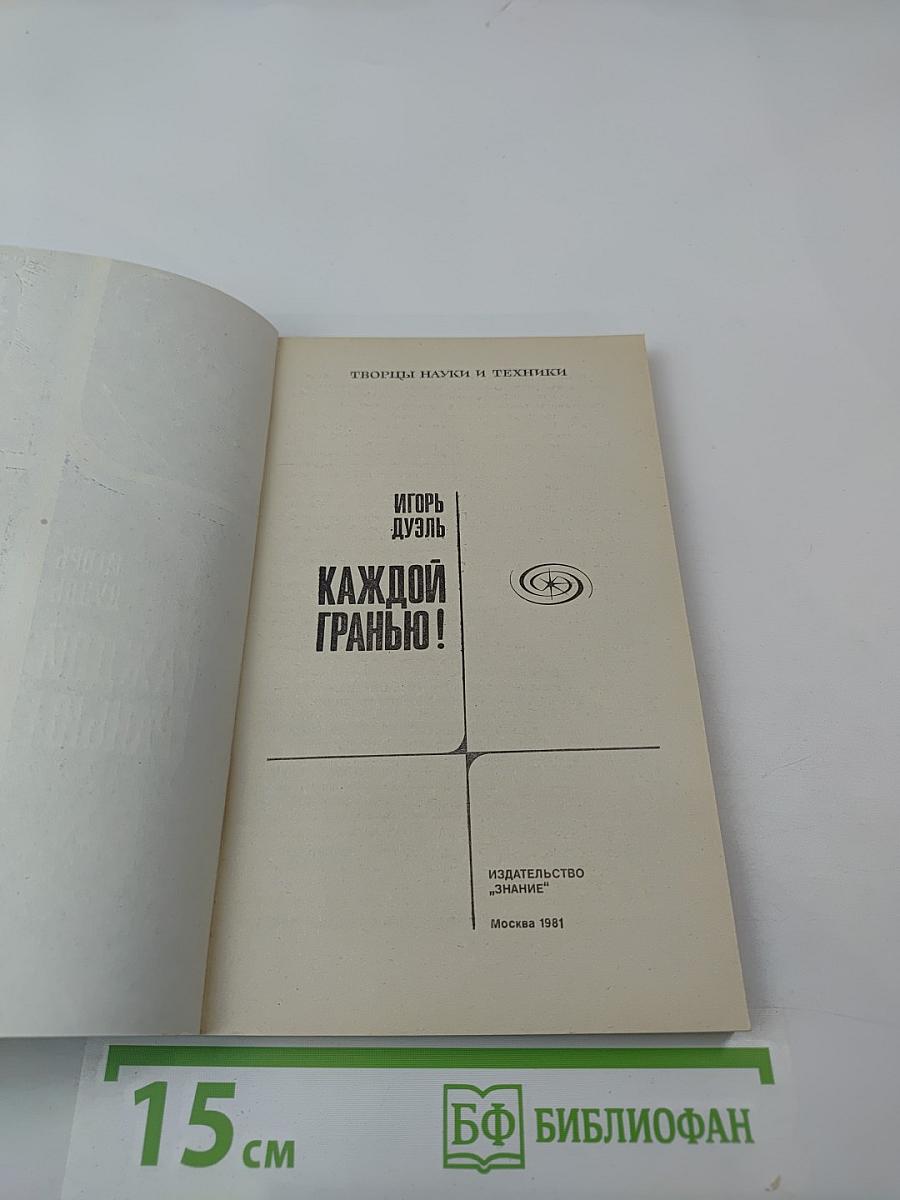 ТВОРЦЫ НАУКИ И ТЕХНИКИ
ИГОРЬ
ДУЭЛЬ
КАЖДОЙ
ГРАНЬЮ!
ИЗДАТЕЛЬСТВО
„ЗНАНИЕ“
Москва 1981
15 см
БФ БИБЛИОФАН